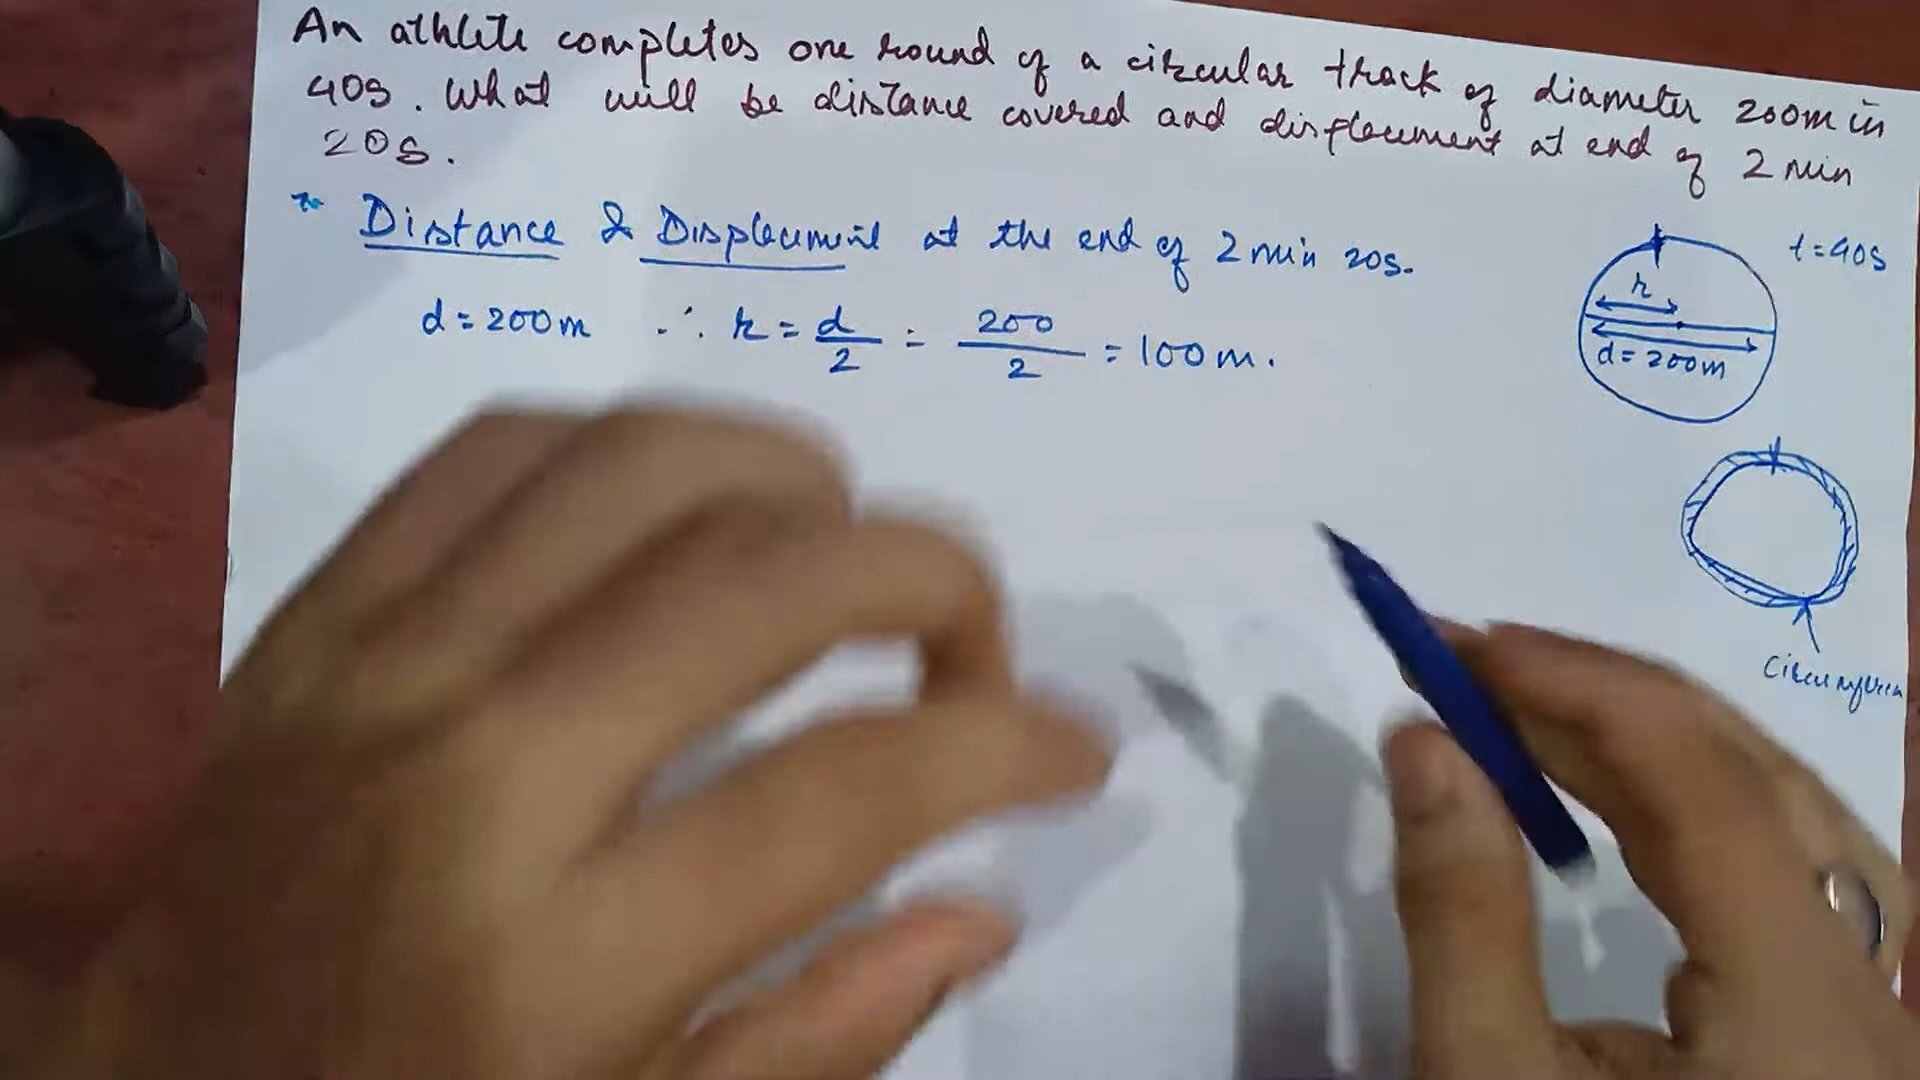 An athlete completes one round of a circular track of diameter 200m in
40s. What will be distance covered and displacement at end of 2 min
20s.
Distance & Displacement at the end of 2 min 20s.
d = 200m ∴ r = d/2 = 200/2 = 100m.
t=40s
r
d = 200m